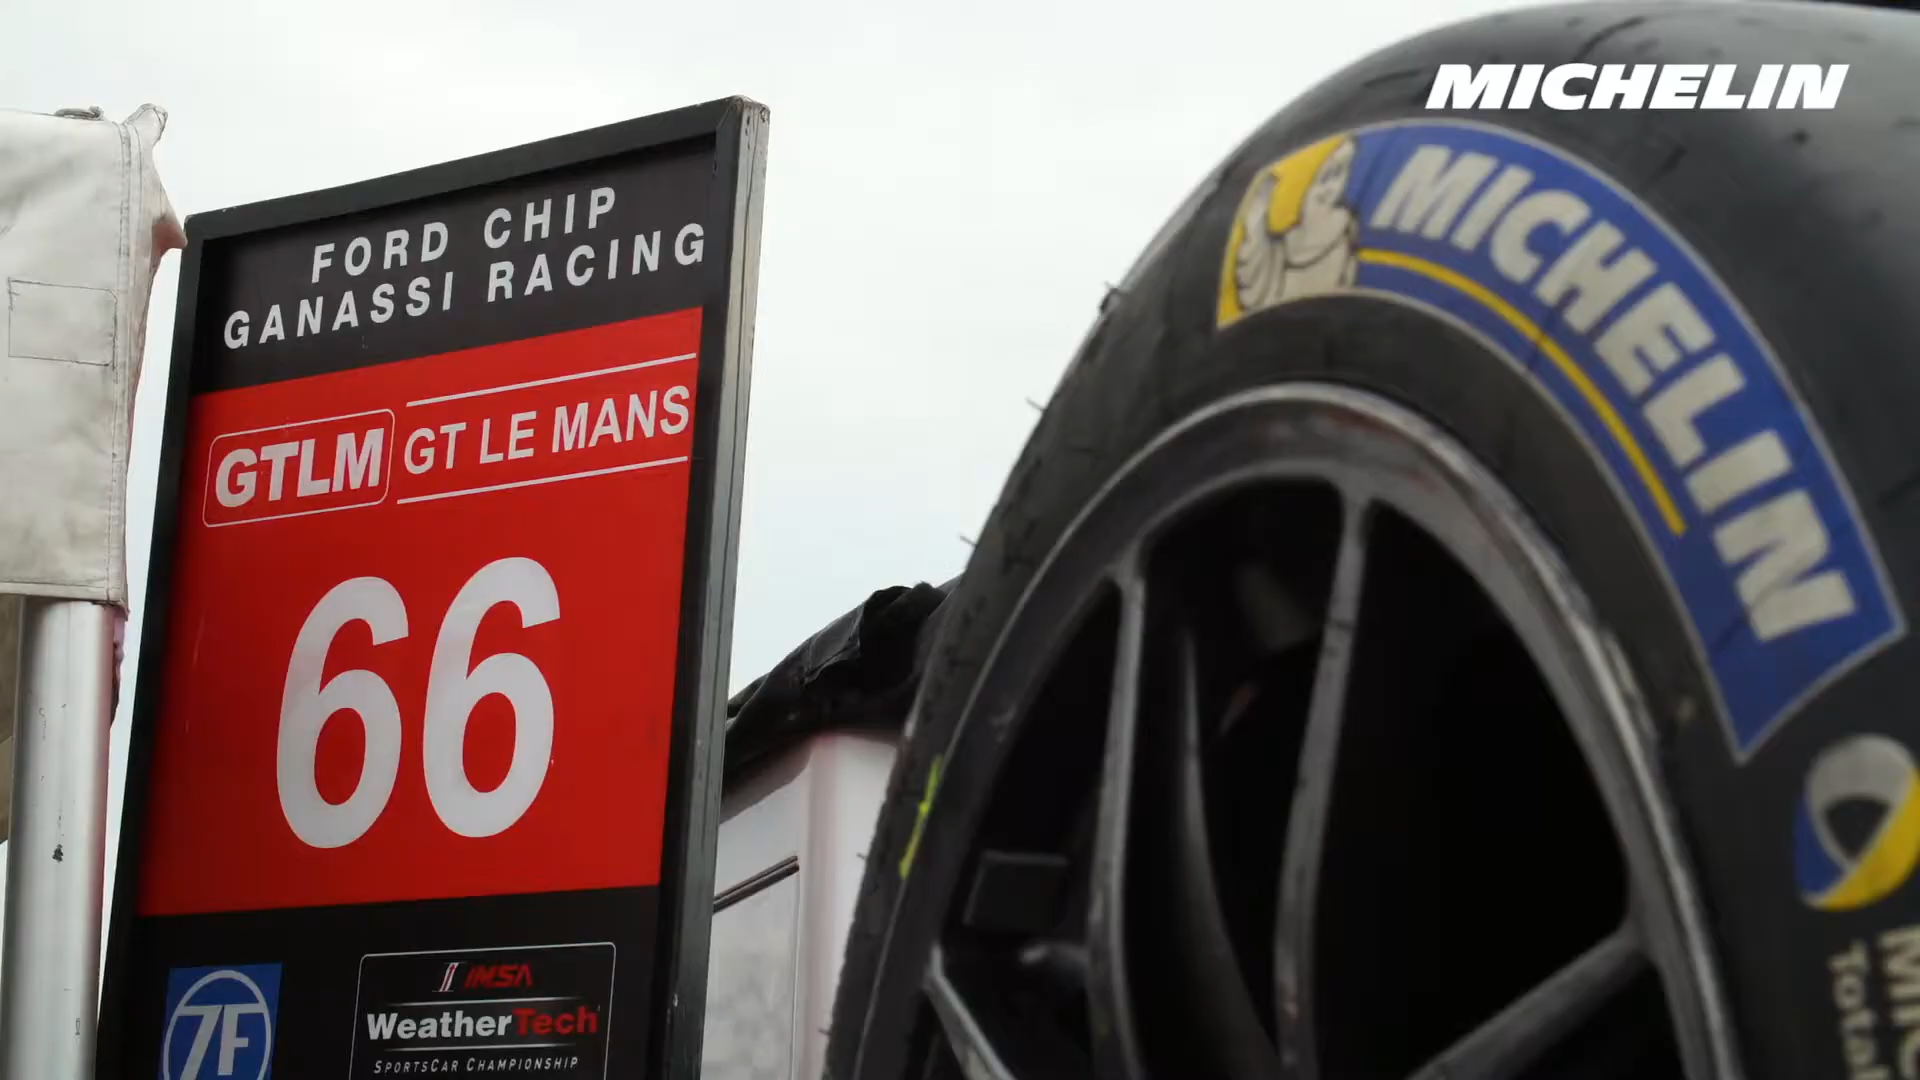 MICHELIN
FORD CHIP
GANASSI RACING
GTLM GT LE MANS
66
ZF
IMSA
WeatherTech
SPORTSCAR CHAMPIONSHIP
MICHELIN